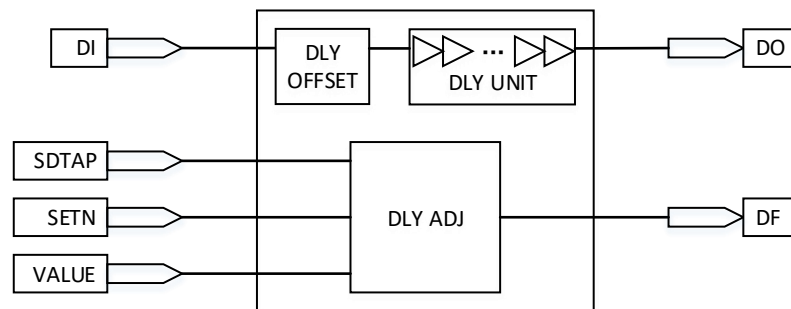 DI
DLY
OFFSET
...
DLY UNIT
DO
SDTAP
SETN
VALUE
DLY ADJ
DF